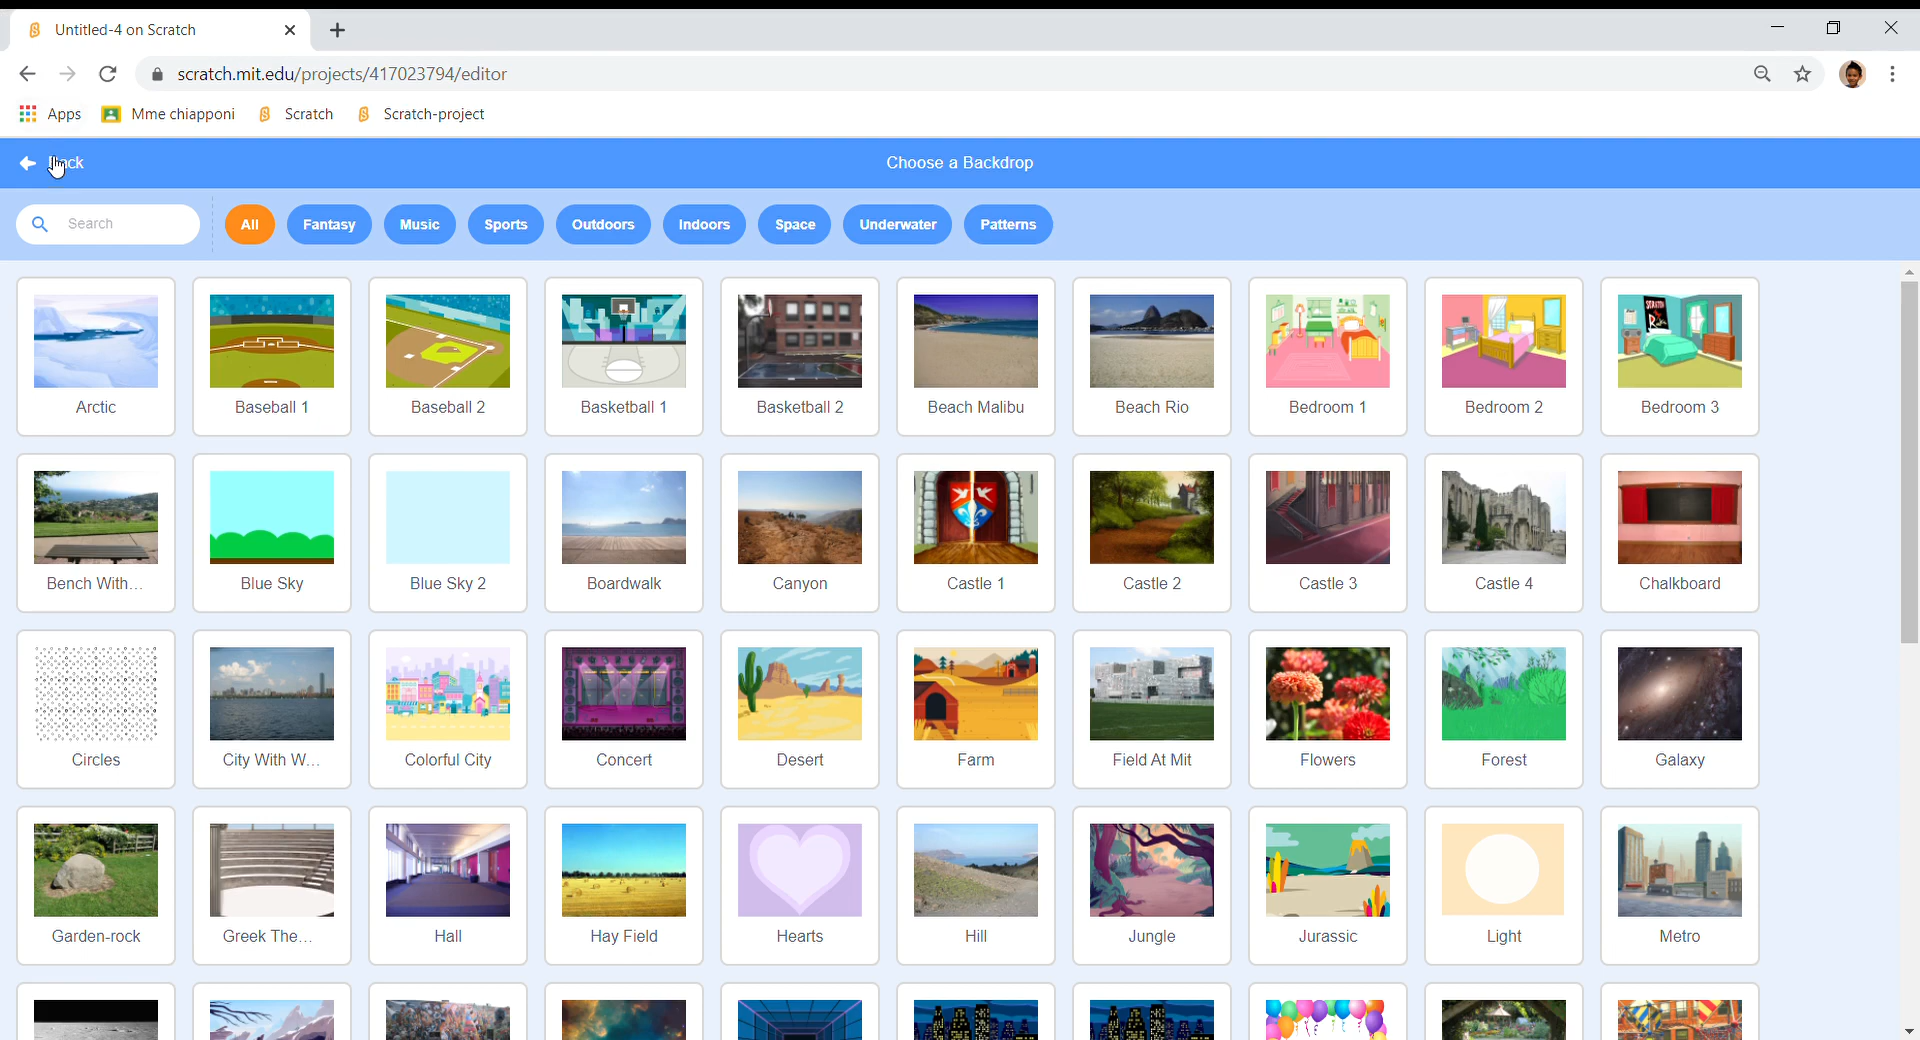 Untitled-4 on Scratch
scratch.mit.edu/projects/417023794/editor
Apps Mme chiapponi Scratch Scratch-project
Choose a Backdrop
Search All Fantasy Music Sports Outdoors Indoors Space Underwater Patterns
Arctic Baseball 1 Baseball 2 Basketball 1 Basketball 2 Beach Malibu Beach Rio Bedroom 1 Bedroom 2 Bedroom 3
Bench With... Blue Sky Blue Sky 2 Boardwalk Canyon Castle 1 Castle 2 Castle 3 Castle 4 Chalkboard
Circles City With W... Colorful City Concert Desert Farm Field At Mit Flowers Forest Galaxy
Garden-rock Greek The... Hall Hay Field Hearts Hill Jungle Jurassic Light Metro